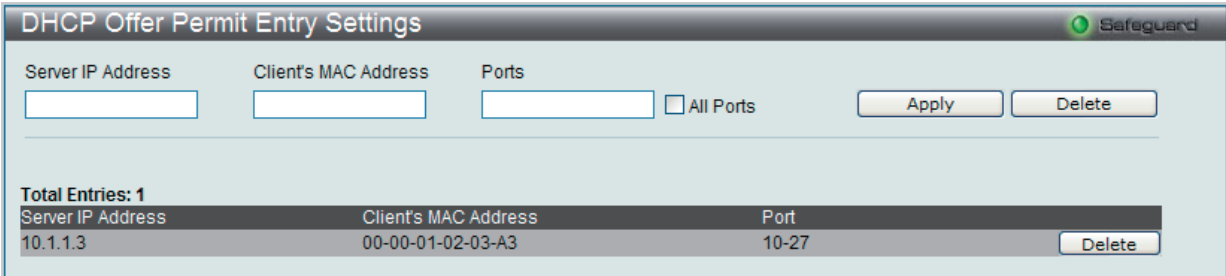 DHCP Offer Permit Entry Settings Safeguard
Server IP Address Client's MAC Address Ports
All Ports Apply Delete
Total Entries: 1
Server IP Address Client's MAC Address Port
10.1.1.3 00-00-01-02-03-A3 10-27 Delete